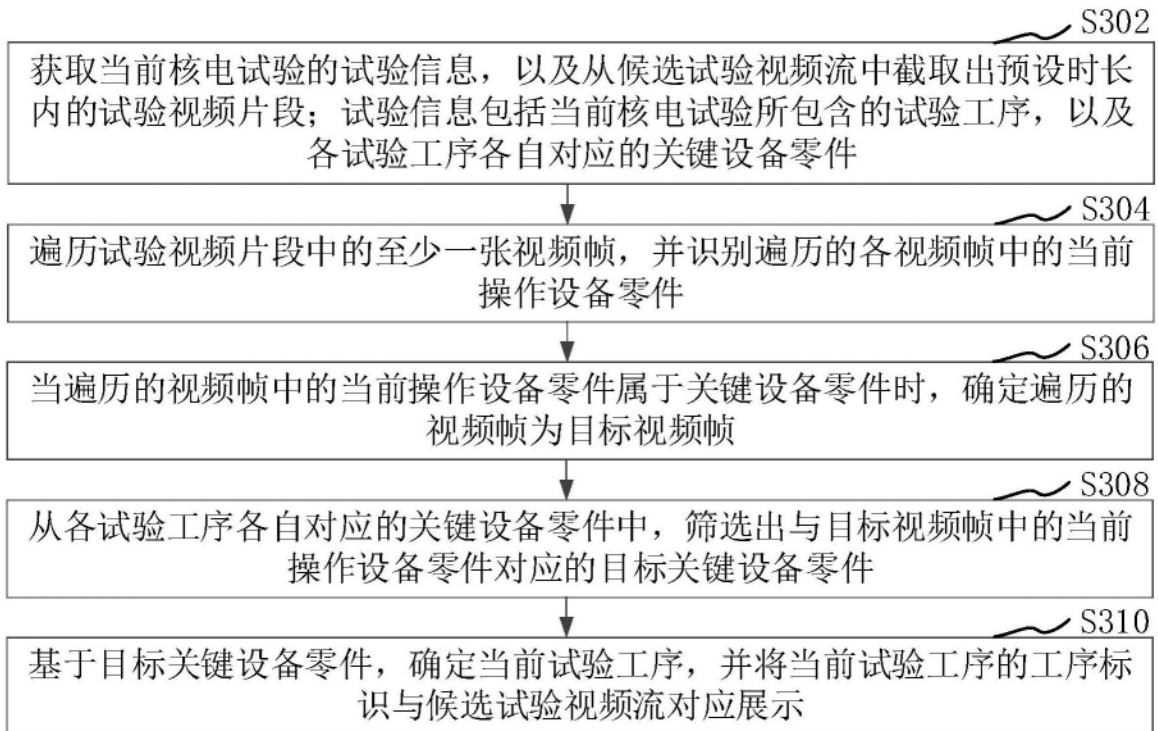 S302
获取当前核电试验的试验信息，以及从候选试验视频流中截取出预设时长
内的试验视频片段；试验信息包括当前核电试验所包含的试验工序，以及
各试验工序各自对应的关键设备零件
S304
遍历试验视频片段中的至少一张视频帧，并识别遍历的各视频帧中的当前
操作设备零件
S306
当遍历的视频帧中的当前操作设备零件属于关键设备零件时，确定遍历的
视频帧为目标视频帧
S308
从各试验工序各自对应的关键设备零件中，筛选出与目标视频帧中的当前
操作设备零件对应的目标关键设备零件
S310
基于目标关键设备零件，确定当前试验工序，并将当前试验工序的工序标
识与候选试验视频流对应展示